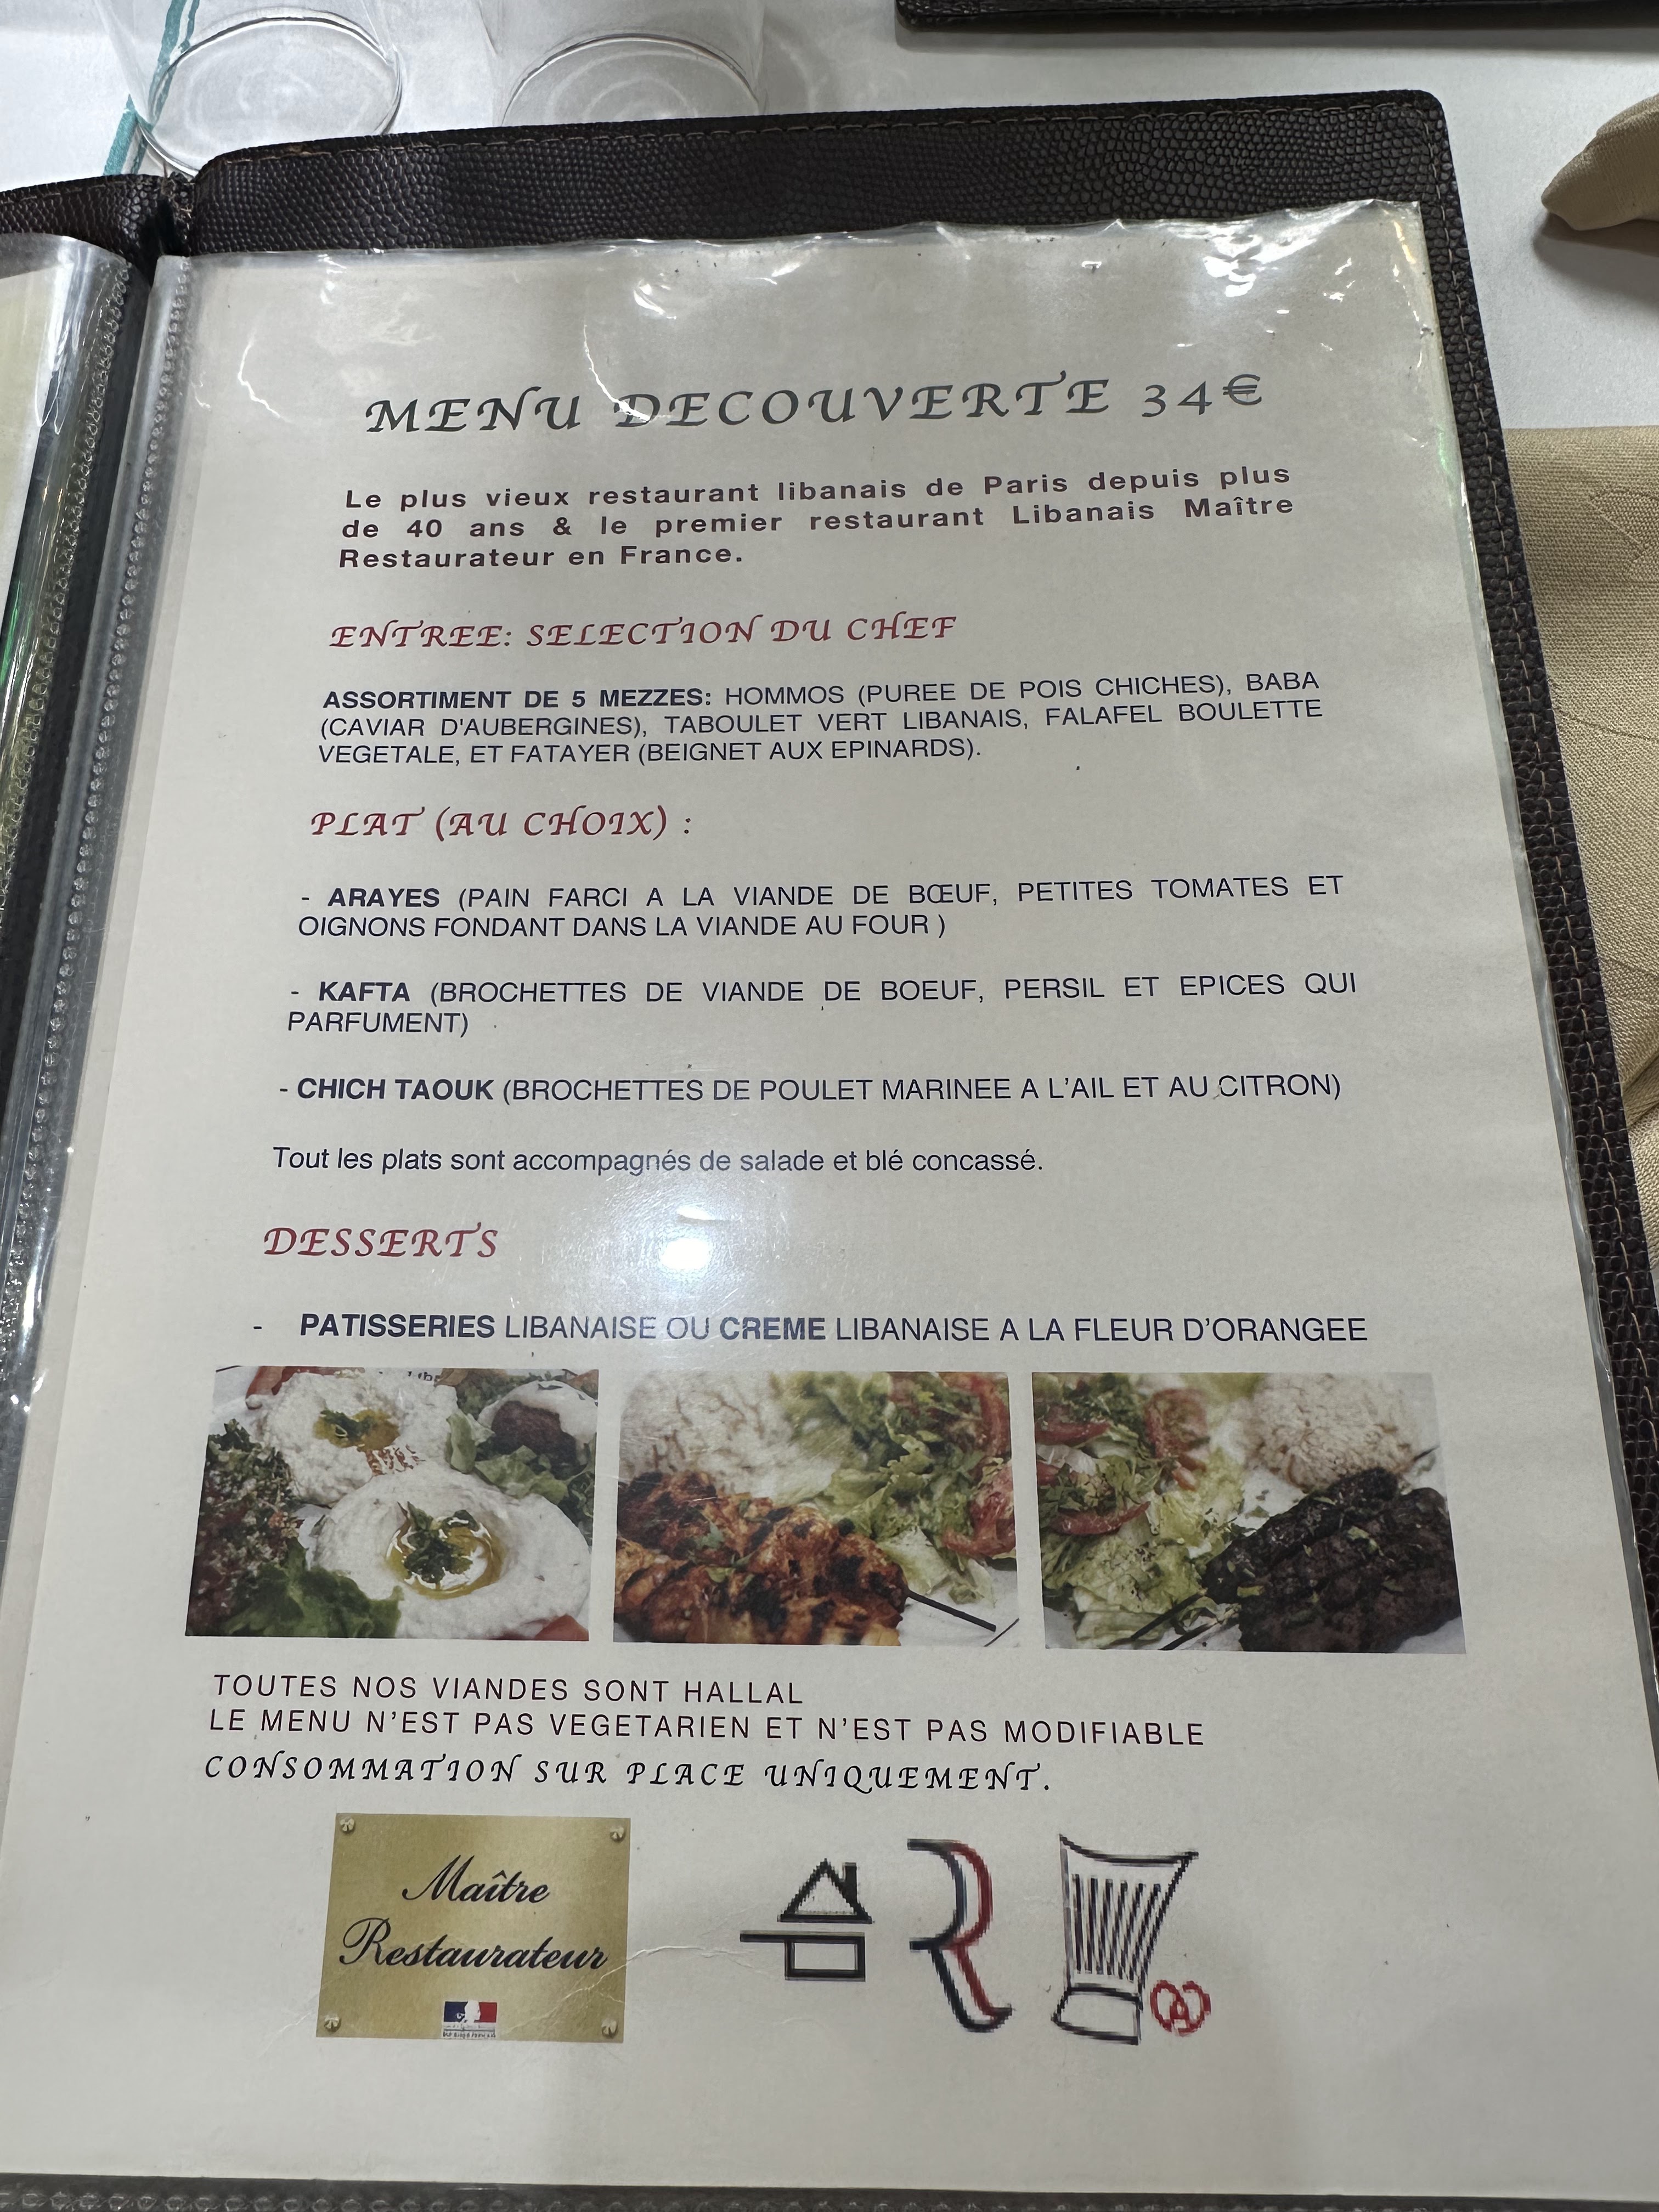 MENU DECOUVERTE 34€
Le plus vieux restaurant libanais de Paris depuis plus
de 40 ans & le premier restaurant Libanais Maître
Restaurateur en France.
ENTREE: SELECTION DU CHEF
ASSORTIMENT DE 5 MEZZES: HOMMOS (PUREE DE POIS CHICHES), BABA
(CAVIAR D'AUBERGINES), TABOULET VERT LIBANAIS, FALAFEL BOULETTE
VEGETALE, ET FATAYER (BEIGNET AUX EPINARDS).
PLAT (AU CHOIX) :
- ARAYES (PAIN FARCI A LA VIANDE DE BŒUF, PETITES TOMATES ET
OIGNONS FONDANT DANS LA VIANDE AU FOUR )
- KAFTA (BROCHETTES DE VIANDE DE BOEUF, PERSIL ET EPICES QUI
PARFUMENT)
- CHICH TAOUK (BROCHETTES DE POULET MARINEE A L'AIL ET AU CITRON)
Tout les plats sont accompagnés de salade et blé concassé.
DESSERTS
- PATISSERIES LIBANAISE OU CREME LIBANAISE A LA FLEUR D'ORANGEE
TOUTES NOS VIANDES SONT HALLAL
LE MENU N'EST PAS VEGETARIEN ET N'EST PAS MODIFIABLE
CONSOMMATION SUR PLACE UNIQUEMENT.
Maître
Restaurateur
R